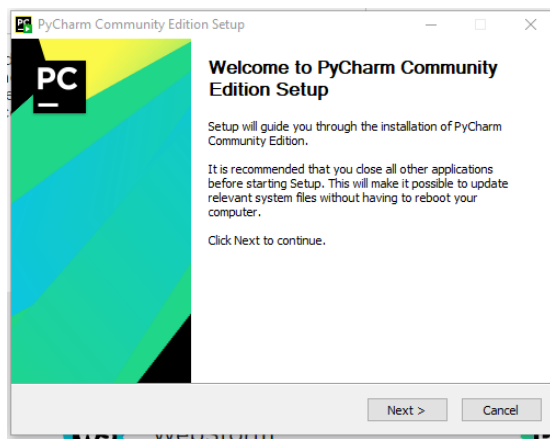 PyCharm Community Edition Setup
PC
Welcome to PyCharm Community
Edition Setup
Setup will guide you through the installation of PyCharm
Community Edition.
It is recommended that you close all other applications
before starting Setup. This will make it possible to update
relevant system files without having to reboot your
computer.
Click Next to continue.
Next >
Cancel
WebStorm